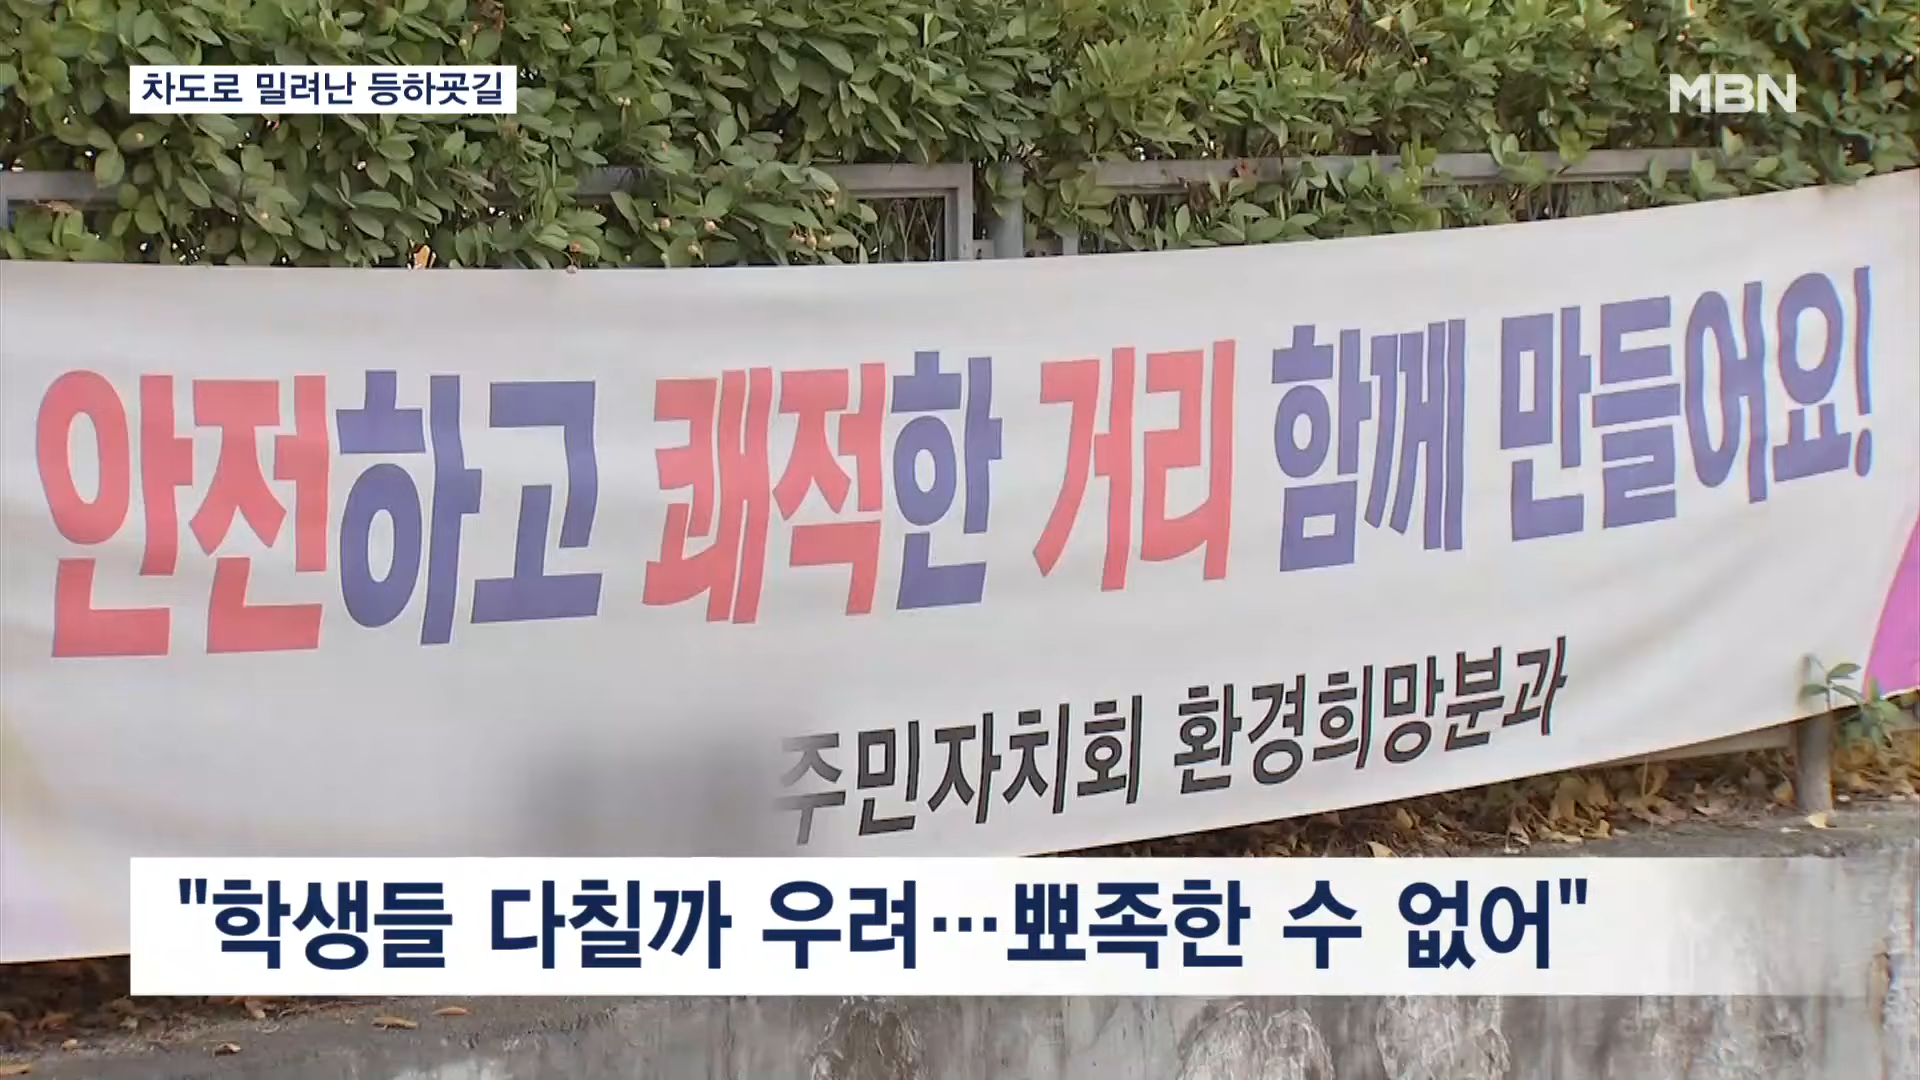 차도로 밀려난 등하굣길
MBN
안전하고 쾌적한 거리 함께 만들어요!
주민자치회 환경희망분과
"학생들 다칠까 우려…뾰족한 수 없어"